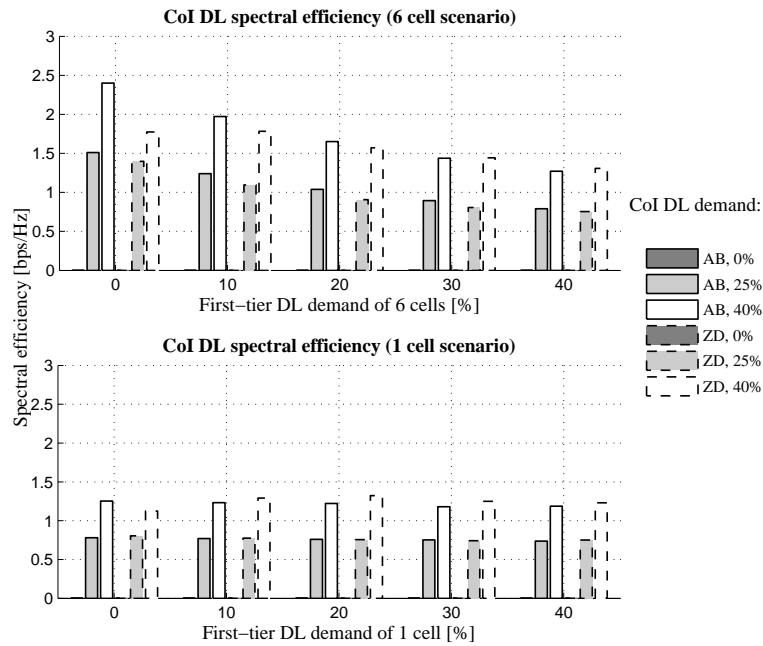 CoI DL spectral efficiency (6 cell scenario)
3
2.5
2
1.5
1
0.5
0
0 10 20 30 40
First−tier DL demand of 6 cells [%]
Spectral efficiency [bps/Hz]
CoI DL spectral efficiency (1 cell scenario)
3
2.5
2
1.5
1
0.5
0
0 10 20 30 40
First−tier DL demand of 1 cell [%]
CoI DL demand:
AB, 0%
AB, 25%
AB, 40%
ZD, 0%
ZD, 25%
ZD, 40%